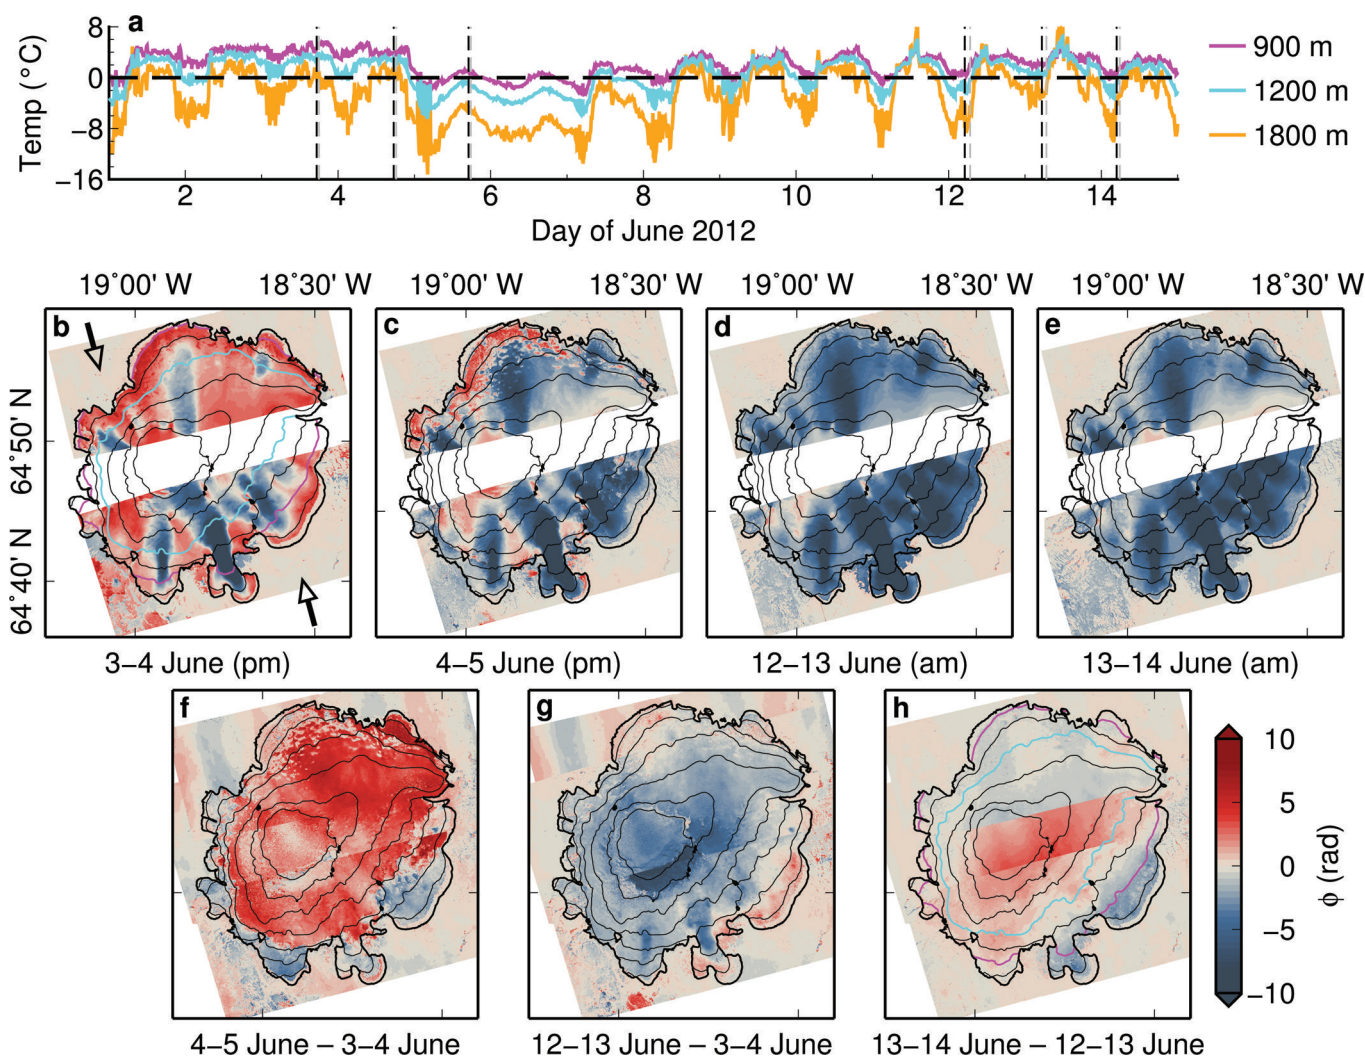 a
8
0
−8
−16
Temp (°C)
2 4 6 8 10 12 14
Day of June 2012
900 m
1200 m
1800 m
19°00' W 18°30' W 19°00' W 18°30' W 19°00' W 18°30' W 19°00' W 18°30' W
b c d e
64°50' N
64°40' N
3−4 June (pm) 4−5 June (pm) 12−13 June (am) 13−14 June (am)
f g h
4−5 June − 3−4 June 12−13 June − 3−4 June 13−14 June − 12−13 June
10
5
0
−5
−10
ϕ (rad)